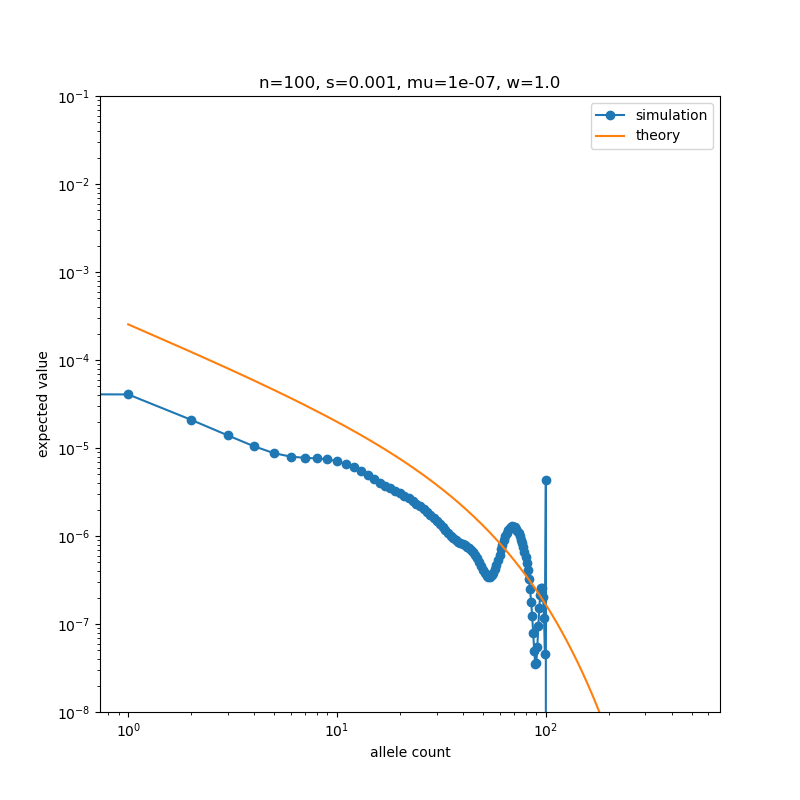 n=100, s=0.001, mu=1e-07, w=1.0
simulation
theory
10⁻¹
10⁻²
10⁻³
10⁻⁴
10⁻⁵
10⁻⁶
10⁻⁷
10⁻⁸
expected value
10⁰ 10¹ 10²
allele count